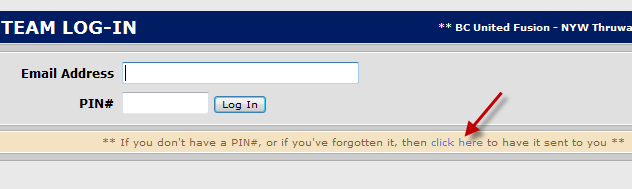 TEAM LOG-IN
** BC United Fusion - NYW
Email Address
PIN#
Log In
** If you don't have a PIN#, or if you've forgotten it, then click here to have it sent to you **